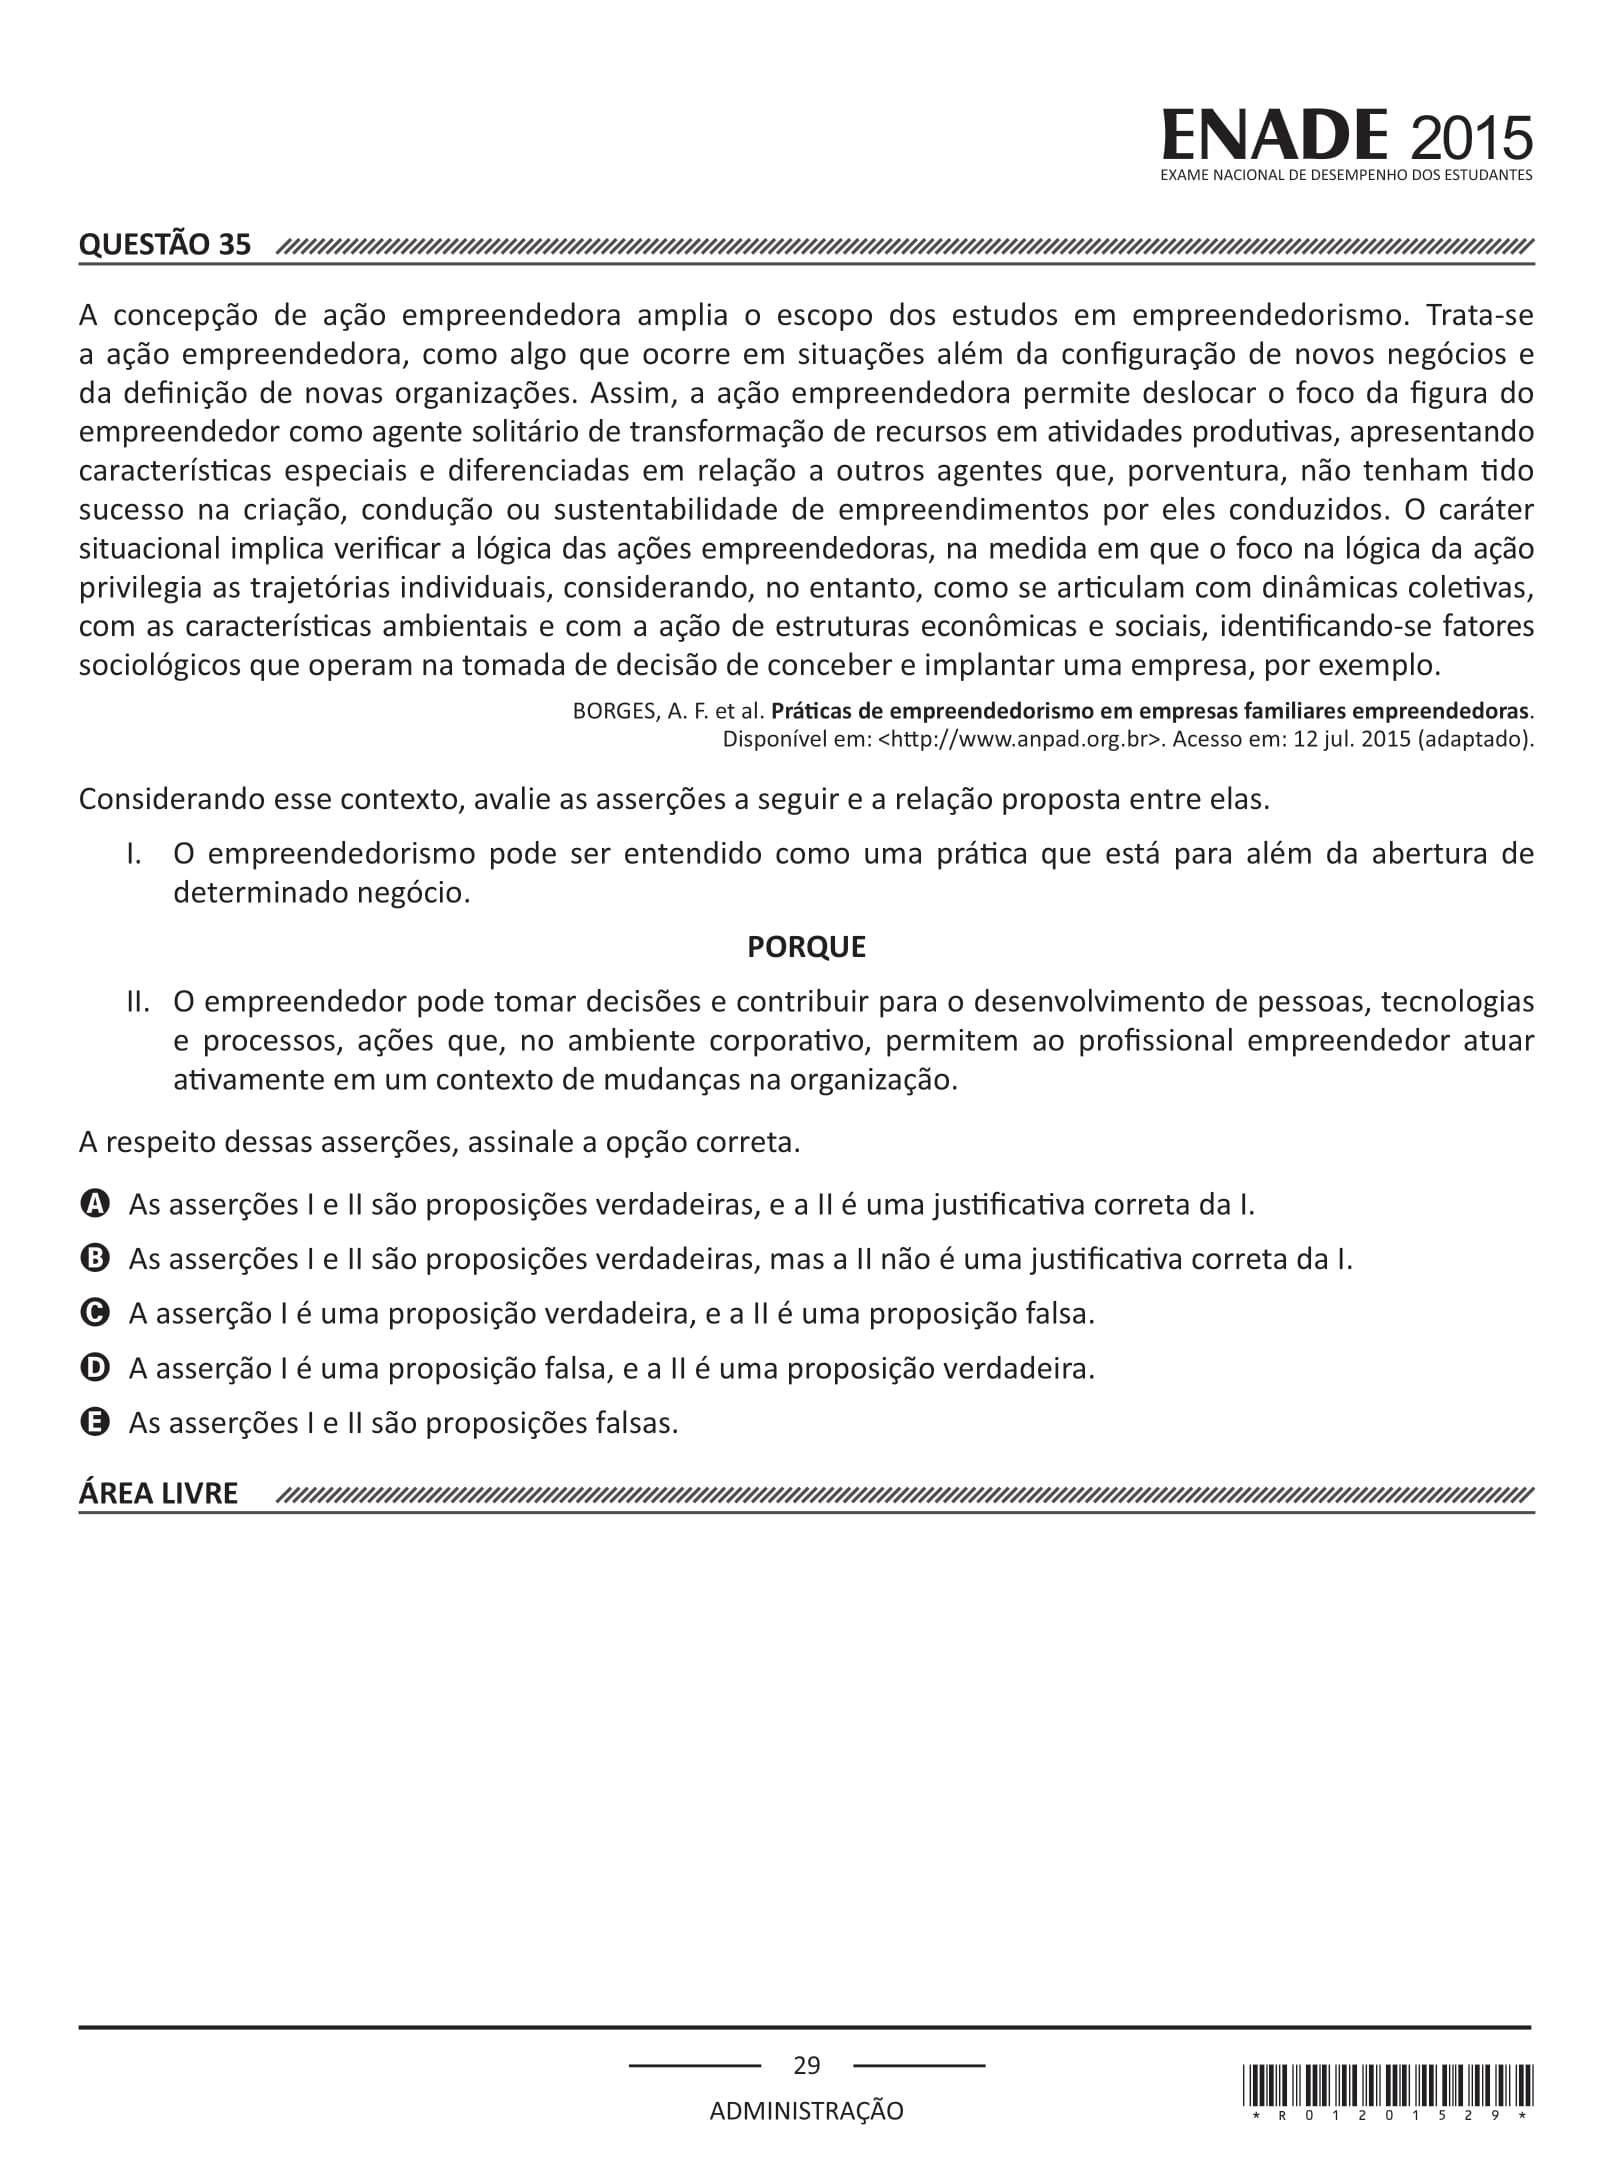 ENADE 2015
EXAME NACIONAL DE DESEMPENHO DOS ESTUDANTES
QUESTÃO 35
A concepção de ação empreendedora amplia o escopo dos estudos em empreendedorismo. Trata-se
a ação empreendedora, como algo que ocorre em situações além da configuração de novos negócios e
da definição de novas organizações. Assim, a ação empreendedora permite deslocar o foco da figura do
empreendedor como agente solitário de transformação de recursos em atividades produtivas, apresentando
características especiais e diferenciadas em relação a outros agentes que, porventura, não tenham tido
sucesso na criação, condução ou sustentabilidade de empreendimentos por eles conduzidos. O caráter
situacional implica verificar a lógica das ações empreendedoras, na medida em que o foco na lógica da ação
privilegia as trajetórias individuais, considerando, no entanto, como se articulam com dinâmicas coletivas,
com as características ambientais e com a ação de estruturas econômicas e sociais, identificando-se fatores
sociológicos que operam na tomada de decisão de conceber e implantar uma empresa, por exemplo.
BORGES, A. F. et al. Práticas de empreendedorismo em empresas familiares empreendedoras.
Disponível em: <http://www.anpad.org.br>. Acesso em: 12 jul. 2015 (adaptado).
Considerando esse contexto, avalie as asserções a seguir e a relação proposta entre elas.
I. O empreendedorismo pode ser entendido como uma prática que está para além da abertura de
determinado negócio.
PORQUE
II. O empreendedor pode tomar decisões e contribuir para o desenvolvimento de pessoas, tecnologias
e processos, ações que, no ambiente corporativo, permitem ao profissional empreendedor atuar
ativamente em um contexto de mudanças na organização.
A respeito dessas asserções, assinale a opção correta.
A As asserções I e II são proposições verdadeiras, e a II é uma justificativa correta da I.
B As asserções I e II são proposições verdadeiras, mas a II não é uma justificativa correta da I.
C A asserção I é uma proposição verdadeira, e a II é uma proposição falsa.
D A asserção I é uma proposição falsa, e a II é uma proposição verdadeira.
E As asserções I e II são proposições falsas.
ÁREA LIVRE
29
ADMINISTRAÇÃO
* R 0 1 2 0 1 5 2 9 *